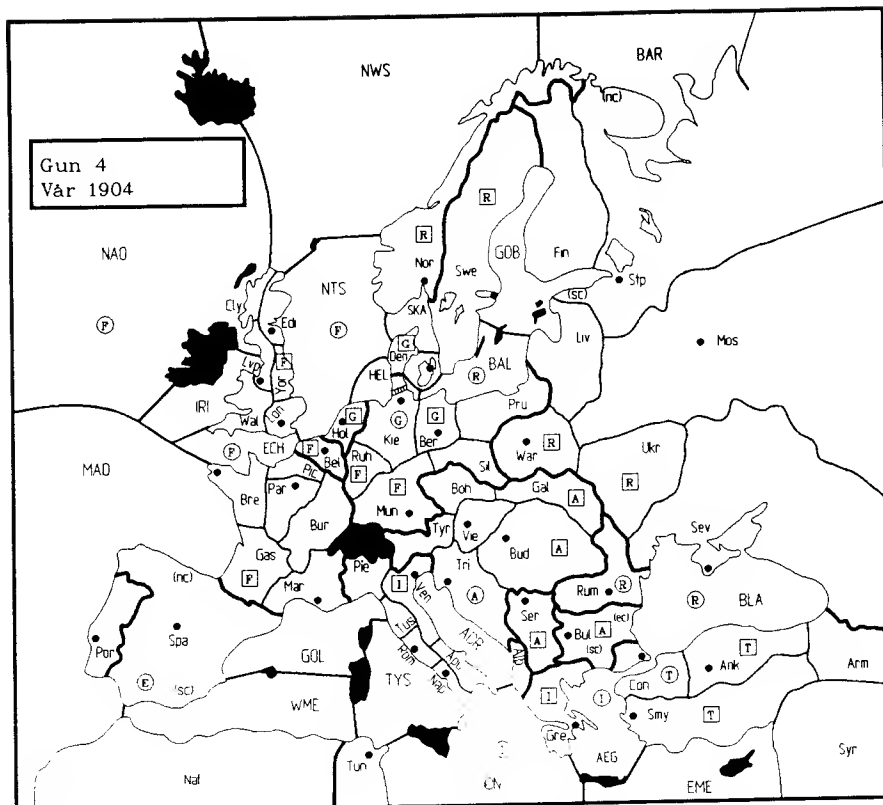 NWS
BAR
(nc)
Gun 4
Vår 1904
NAO
F
R
R
Nor
Swe
GOB
Fin
Stp
(sc)
NTS
F
SKA
Cly
Edi
Mos
Lvp
F
Yor
G
Den
BAL
R
Liv
HEL
IRI
Wal
Lon
G
Hol
G
Kie
G
Ber
Pru
War
R
Ukr
R
MAO
ECH
F
F
Bel
Pic
Ruh
F
F
Mun
Sil
Boh
Gal
A
Par
Bre
Bur
Tyr
Vie
Bud
A
Sev
Gas
F
Mar
Pie
I
Ven
Tri
A
Rum
R
R
BLA
(nc)
Spa
Por
(sc)
E
GOL
Tus
Rom
ADR
Apu
Nap
Alb
Ser
A
Bul
A
(ec)
(sc)
Con
T
Ank
T
Arm
WME
TYS
I
Gre
I
AEG
Smy
T
Syr
Naf
Tun
EME